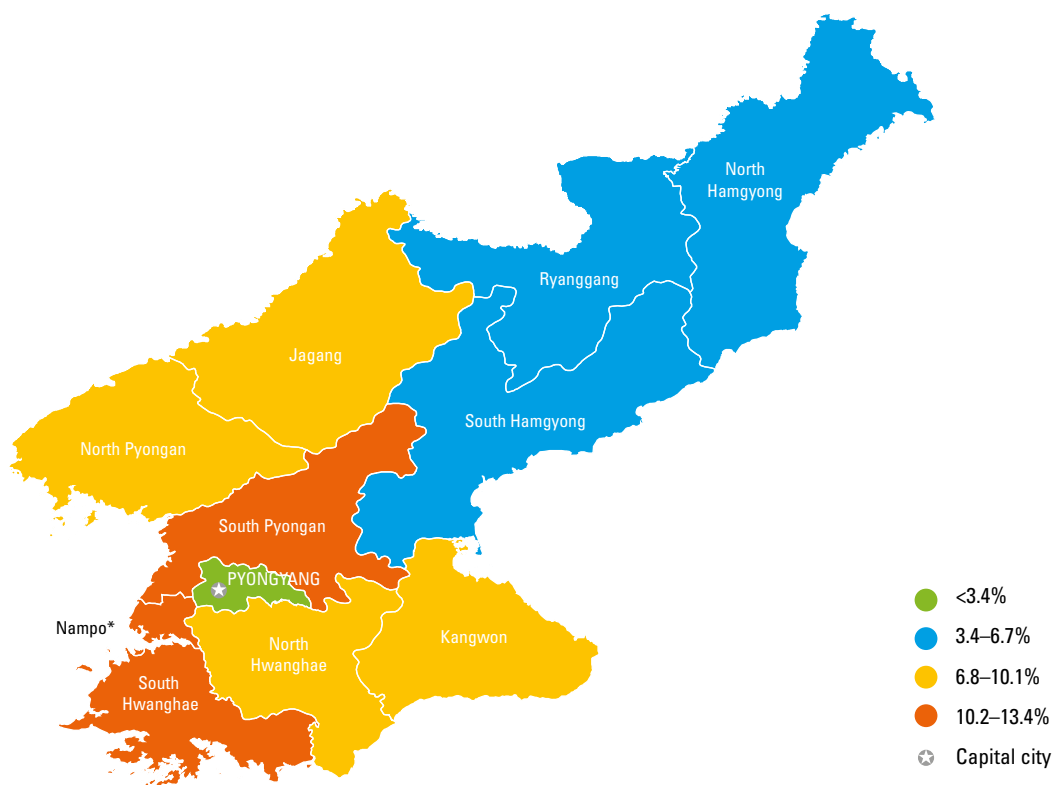 North
Hamgyong
Ryanggang
Jagang
South Hamgyong
North Pyongan
South Pyongan
PYONGYANG
Nampo*
North
Hwanghae
Kangwon
South
Hwanghae
<3.4%
3.4–6.7%
6.8–10.1%
10.2–13.4%
Capital city